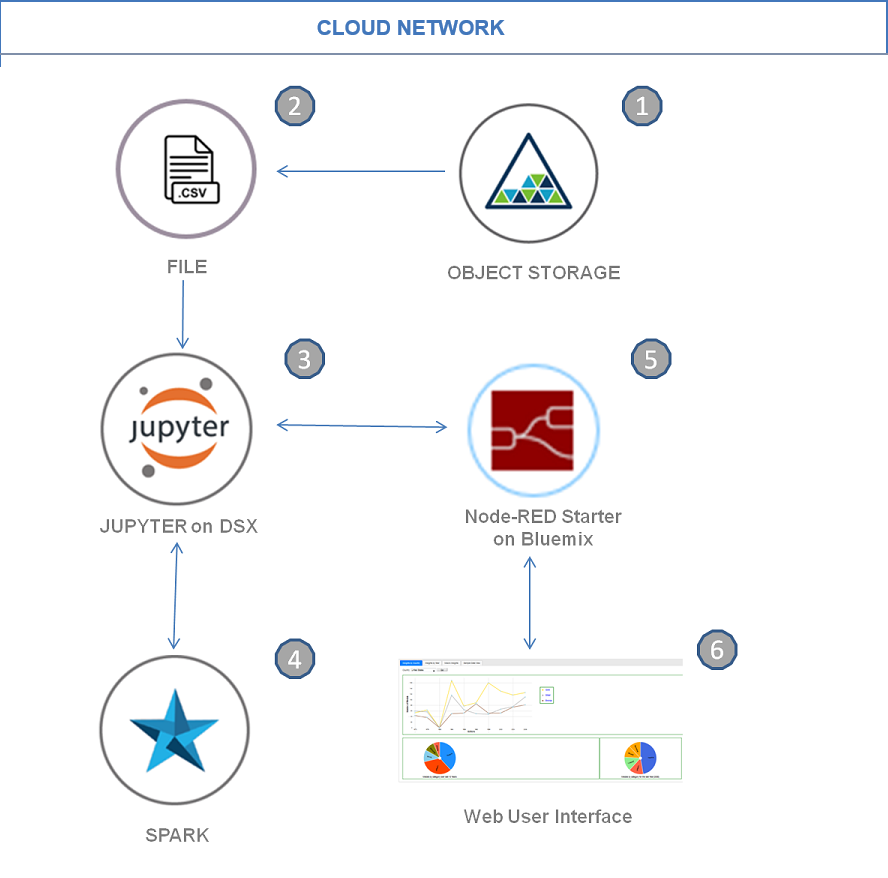 CLOUD NETWORK
2
1
.CSV
FILE
OBJECT STORAGE
3
5
jupyter
JUPYTER on DSX
Node-RED Starter
on Bluemix
4
6
SPARK
Web User Interface